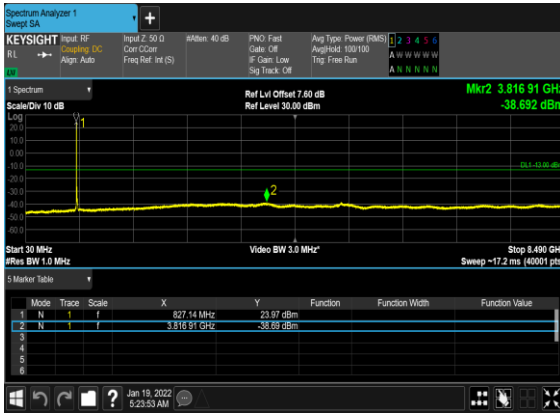 Spectrum Analyzer 1
Swept SA
+
KEYSIGHT Input: RF Input Z: 50 Ω #Atten: 40 dB PNO: Fast Avg Type: Power (RMS) 1 2 3 4 5 6
RL Coupling: DC Corr CCorr Gate: Off Avg|Hold: 100/100 A W W W W W
Align: Auto Freq Ref: Int (S) IF Gain: Low Trig: Free Run
LXI Sig Track: Off A N N N N N
1 Spectrum Ref Lvl Offset 7.60 dB Mkr2 3.816 91 GHz
Scale/Div 10 dB Ref Level 30.00 dBm -38.692 dBm
Log
1
20.0
10.0
0.00
-10.0
DL1 -13.00 dBm
-20.0
-30.0
2
-40.0
-50.0
-60.0
Start 30 MHz Video BW 3.0 MHz* Stop 8.490 GHz
#Res BW 1.0 MHz Sweep ~17.2 ms (40001 pts)
5 Marker Table
Mode Trace Scale X Y Function Function Width Function Value
1 N 1 f 827.14 MHz 23.97 dBm
2 N 1 f 3.816 91 GHz -38.69 dBm
3
4
5
6
? Jan 19, 2022
5:23:53 AM